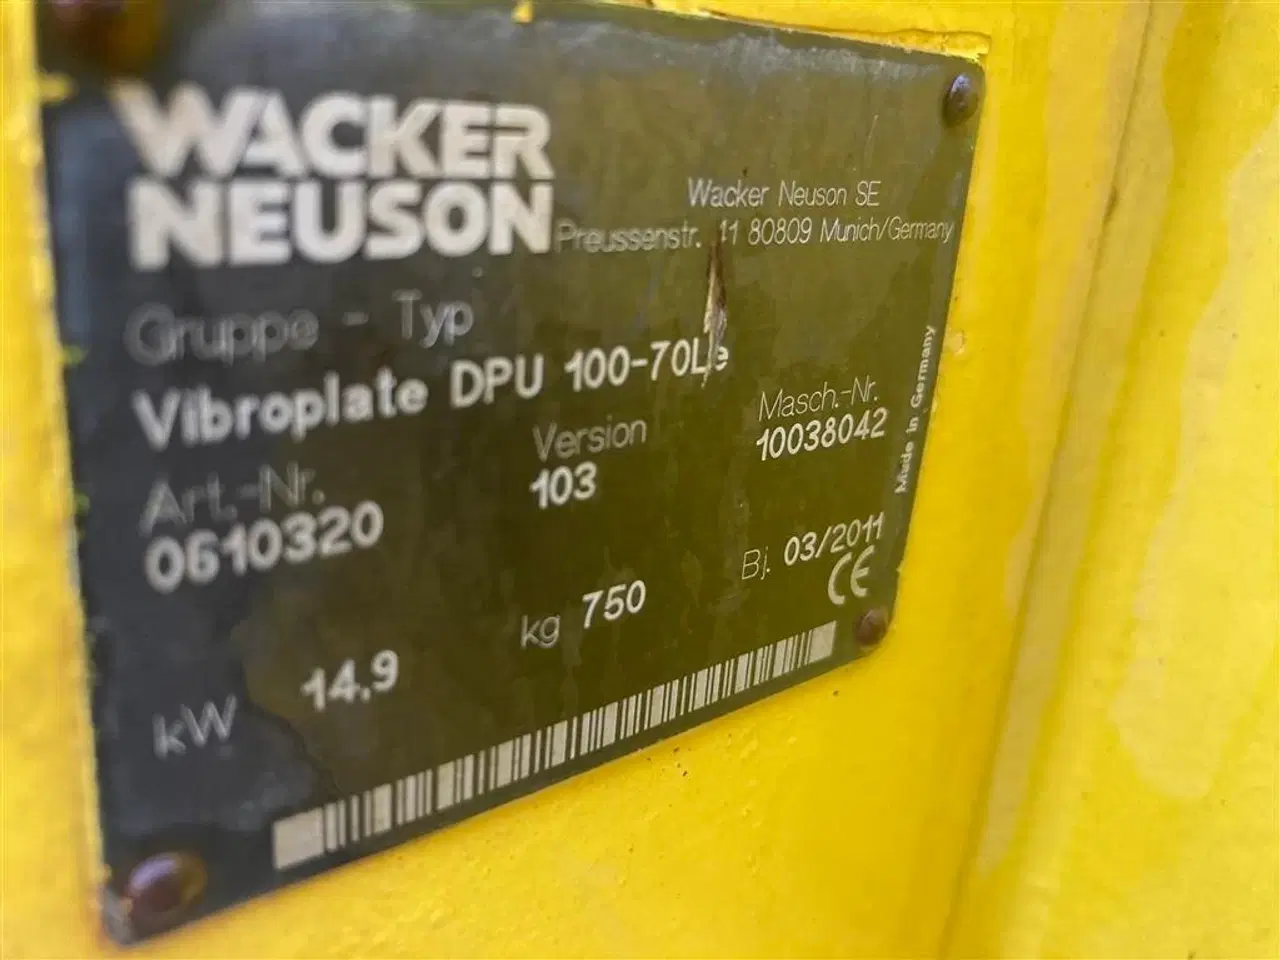 WACKER
NEUSON
Wacker Neuson SE
Preussenstr. 41 80809 Munich/Germany
Gruppe - Typ
Vibroplate DPU 100-70Le
Art.-Nr.
0610320
Version
103
Masch.-Nr.
10038042
kW 14.9
kg 750
Bj. 03/2011
CE
Made in Germany